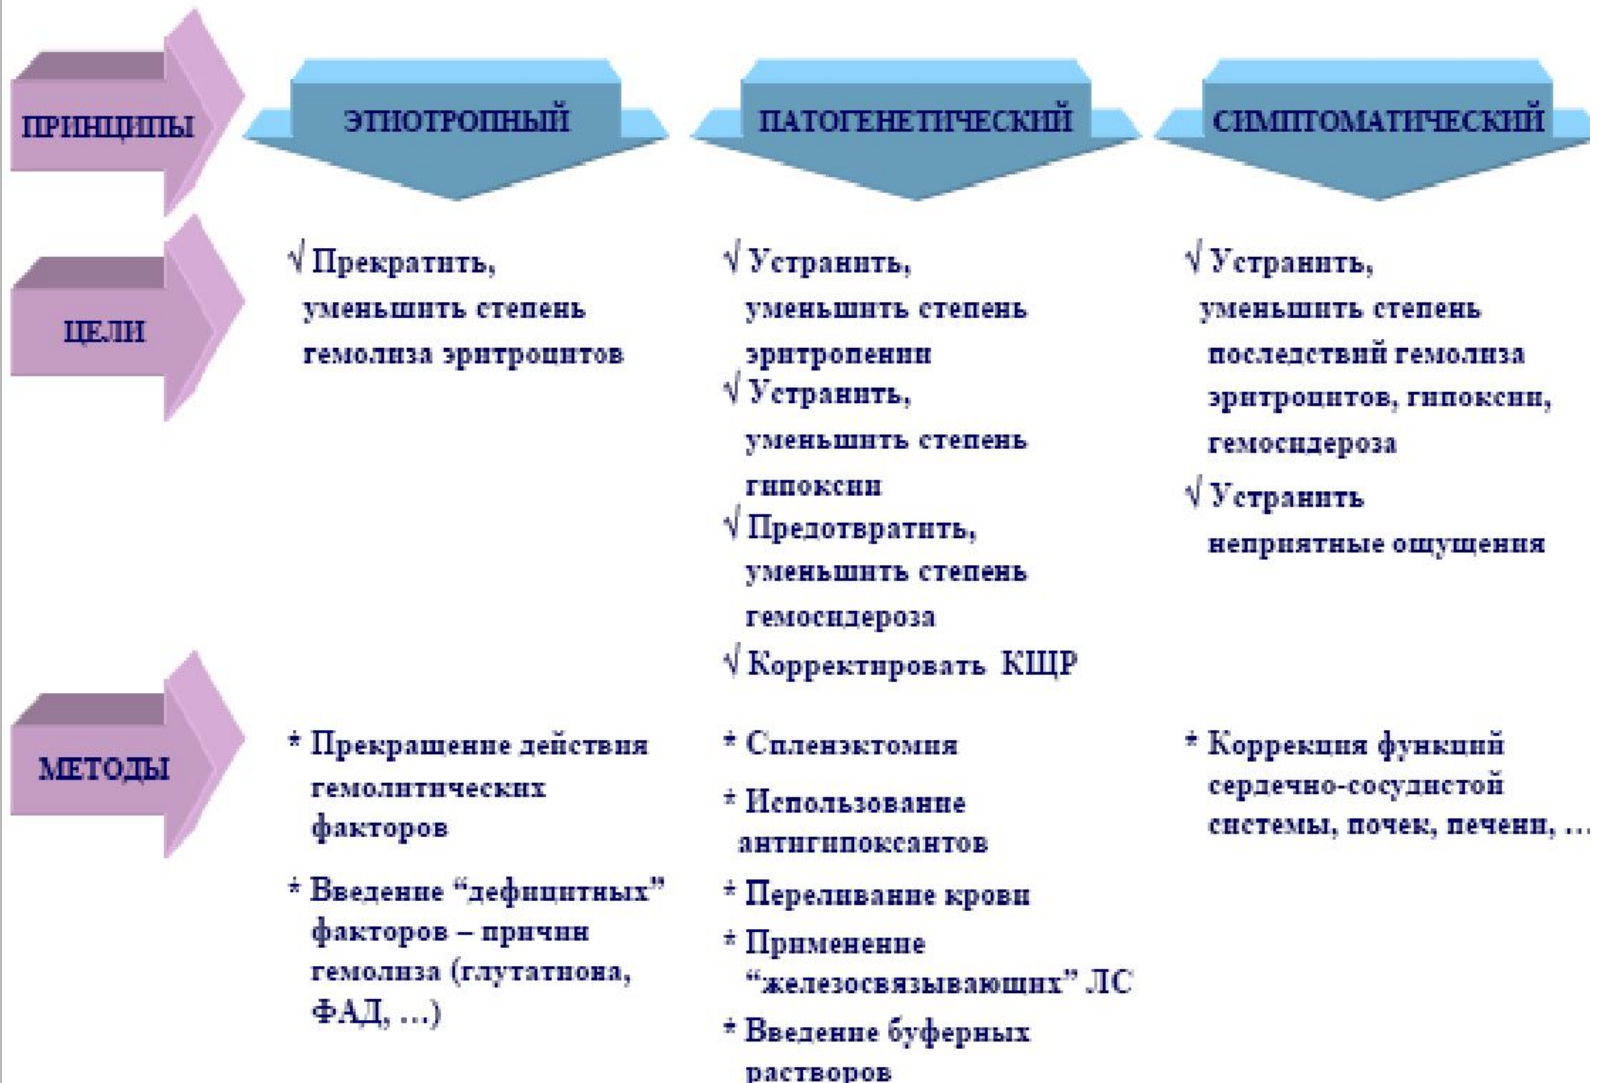 ПРИНЦИПЫ
ЭТИОТРОПНЫЙ
ПАТОГЕНЕТИЧЕСКИЙ
СИМПТОМАТИЧЕСКИЙ
ЦЕЛИ
√ Прекратить,
уменьшить степень
гемолиза эритроцитов
√ Устранить,
уменьшить степень
эритропении
√ Устранить,
уменьшить степень
гипоксии
√ Предотвратить,
уменьшить степень
гемосидероза
√ Корректировать КЩР
√ Устранить,
уменьшить степень
последствий гемолиза
эритроцитов, гипоксии,
гемосидероза
√ Устранить
неприятные ощущения
МЕТОДЫ
* Прекращение действия
гемолитических
факторов
* Введение “дефицитных”
факторов – причин
гемолиза (глутатиона,
ФАД, ...)
* Спленэктомия
* Использование
антигипоксантов
* Переливание крови
* Применение
“железосвязывающих” ЛС
* Введение буферных
растворов
* Коррекция функций
сердечно-сосудистой
системы, почек, печени, ...